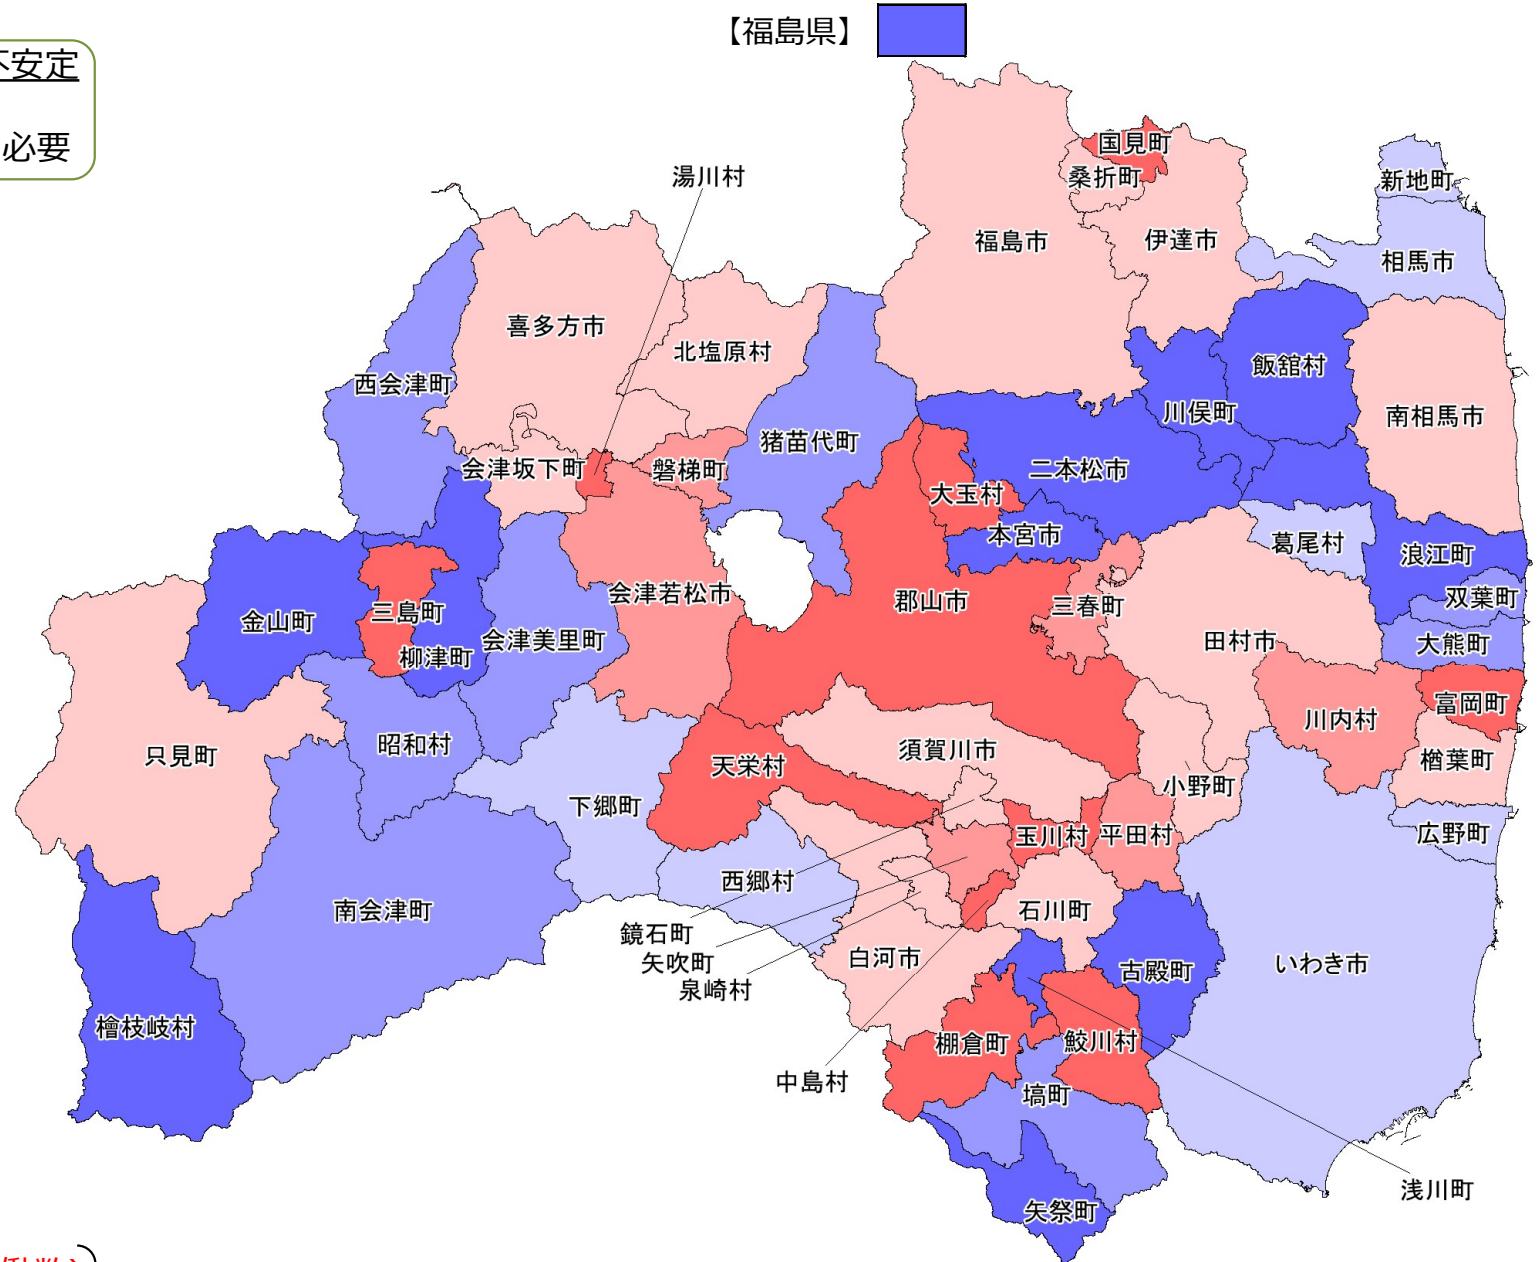 【福島県】
不安定
必要
国見町
桑折町
新地町
湯川村
福島市
伊達市
相馬市
喜多方市
北塩原村
飯舘村
西会津町
川俣町
南相馬市
猪苗代町
会津坂下町
磐梯町
二本松市
大玉村
本宮市
葛尾村
浪江町
会津若松市
郡山市
三春町
双葉町
三島町
金山町
会津美里町
田村市
大熊町
柳津町
富岡町
川内村
昭和村
只見町
須賀川市
天栄村
楢葉町
小野町
下郷町
玉川村
平田村
広野町
西郷村
南会津町
石川町
鏡石町
矢吹町
白河市
いわき市
古殿町
泉崎村
檜枝岐村
棚倉町
鮫川村
中島村
塙町
浅川町
矢祭町